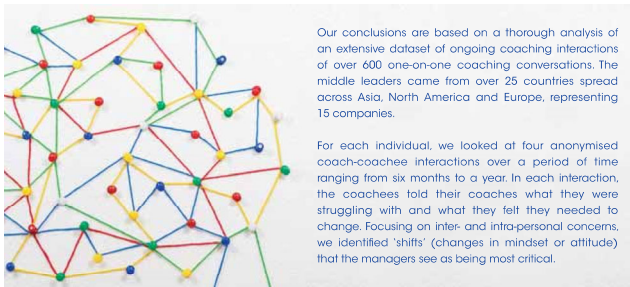 Our conclusions are based on a thorough analysis of
an extensive dataset of ongoing coaching interactions
of over 600 one-on-one coaching conversations. The
middle leaders came from over 25 countries spread
across Asia, North America and Europe, representing
15 companies.
For each individual, we looked at four anonymised
coach-coachee interactions over a period of time
ranging from six months to a year. In each interaction,
the coachees told their coaches what they were
struggling with and what they felt they needed to
change. Focusing on inter- and intra-personal concerns,
we identified ‘shifts’ (changes in mindset or attitude)
that the managers see as being most critical.